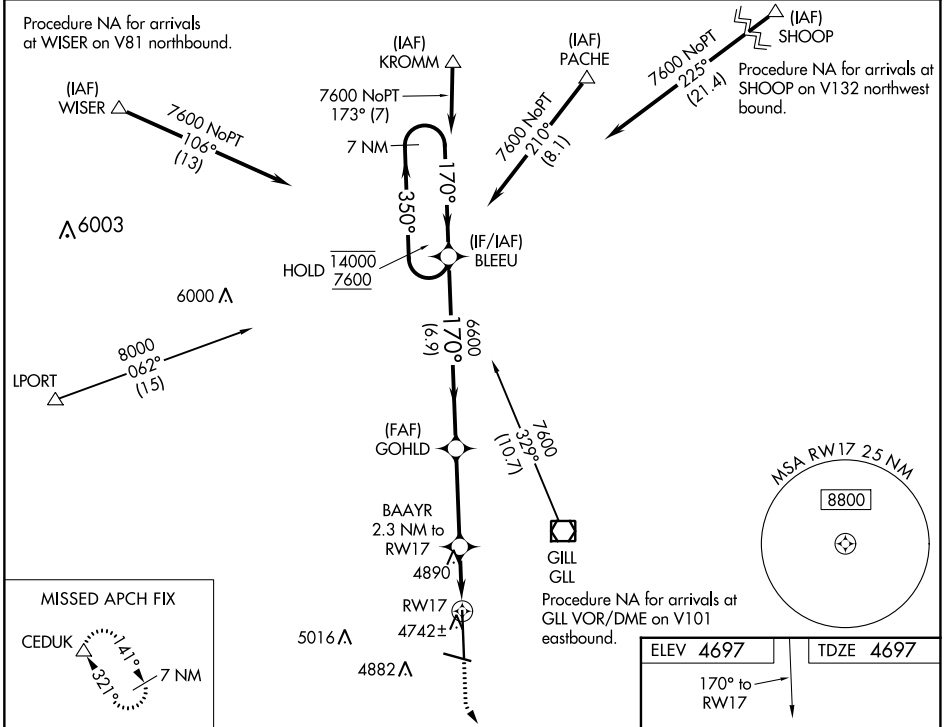 Procedure NA for arrivals
at WISER on V81 northbound.
(IAF)
WISER
7600 NoPT
106°
(13)
(IAF)
KROMM
7600 NoPT
173° (7)
7 NM
(IAF)
PACHE
7600 NoPT
210°
(8.1)
(IAF)
SHOOP
7600 NoPT
225°
(21.4)
Procedure NA for arrivals at
SHOOP on V132 northwest
bound.
350°
170°
6003
HOLD
14000
7600
(IF/IAF)
BLEEU
6000
6600
170°
(6.9)
LPORT
8000
062°
(15)
(FAF)
GOHLD
7600
329°
(10.7)
BAAYR
2.3 NM to
RW17
4890
GILL
GLL
Procedure NA for arrivals at
GLL VOR/DME on V101
eastbound.
MSA RW17 25 NM
8800
RW17
4742±
5016
4882
MISSED APCH FIX
CEDUK
141°
321°
7 NM
ELEV 4697
TDZE 4697
170° to
RW17